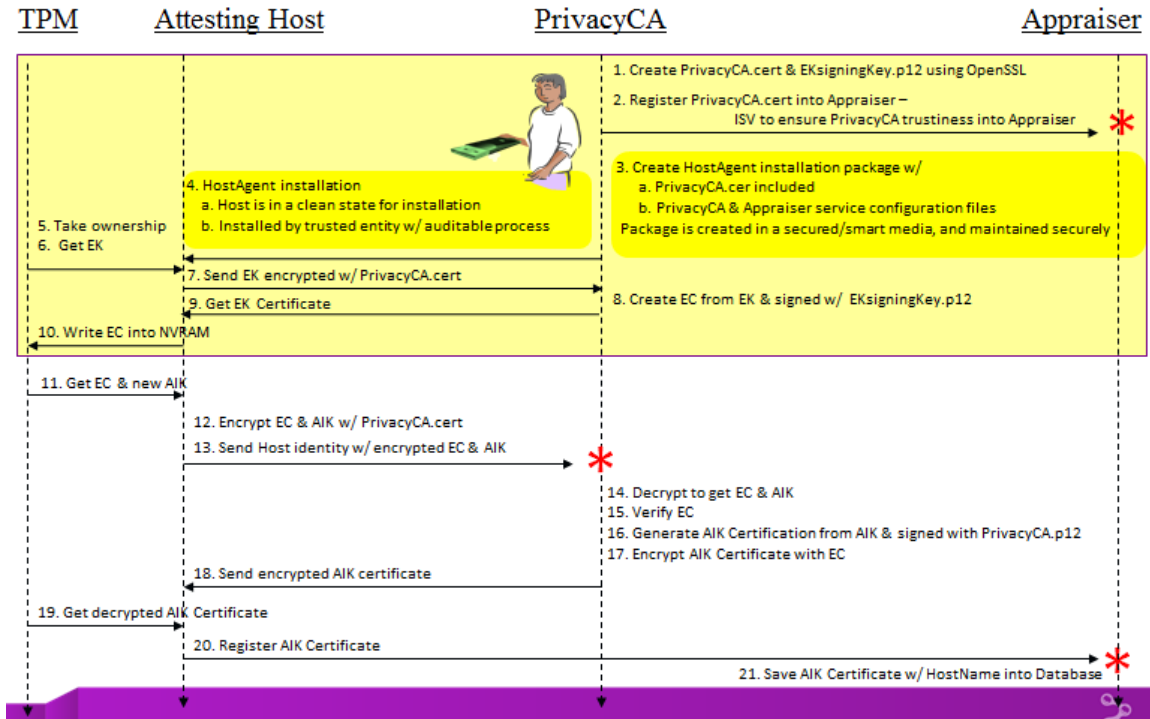 TPM
Attesting Host
PrivacyCA
Appraiser
1. Create PrivacyCA.cert & EKsigningKey.p12 using OpenSSL
2. Register PrivacyCA.cert into Appraiser –
ISV to ensure PrivacyCA trustiness into Appraiser
3. Create HostAgent installation package w/
a. PrivacyCA.cer included
b. PrivacyCA & Appraiser service configuration files
Package is created in a secured/smart media, and maintained securely
4. HostAgent installation
a. Host is in a clean state for installation
b. Installed by trusted entity w/ auditable process
5. Take ownership
6. Get EK
7. Send EK encrypted w/ PrivacyCA.cert
8. Create EC from EK & signed w/ EKsigningKey.p12
9. Get EK Certificate
10. Write EC into NVRAM
11. Get EC & new AIK
12. Encrypt EC & AIK w/ PrivacyCA.cert
13. Send Host identity w/ encrypted EC & AIK
14. Decrypt to get EC & AIK
15. Verify EC
16. Generate AIK Certification from AIK & signed with PrivacyCA.p12
17. Encrypt AIK Certificate with EC
18. Send encrypted AIK certificate
19. Get decrypted AIK Certificate
20. Register AIK Certificate
21. Save AIK Certificate w/ HostName into Database